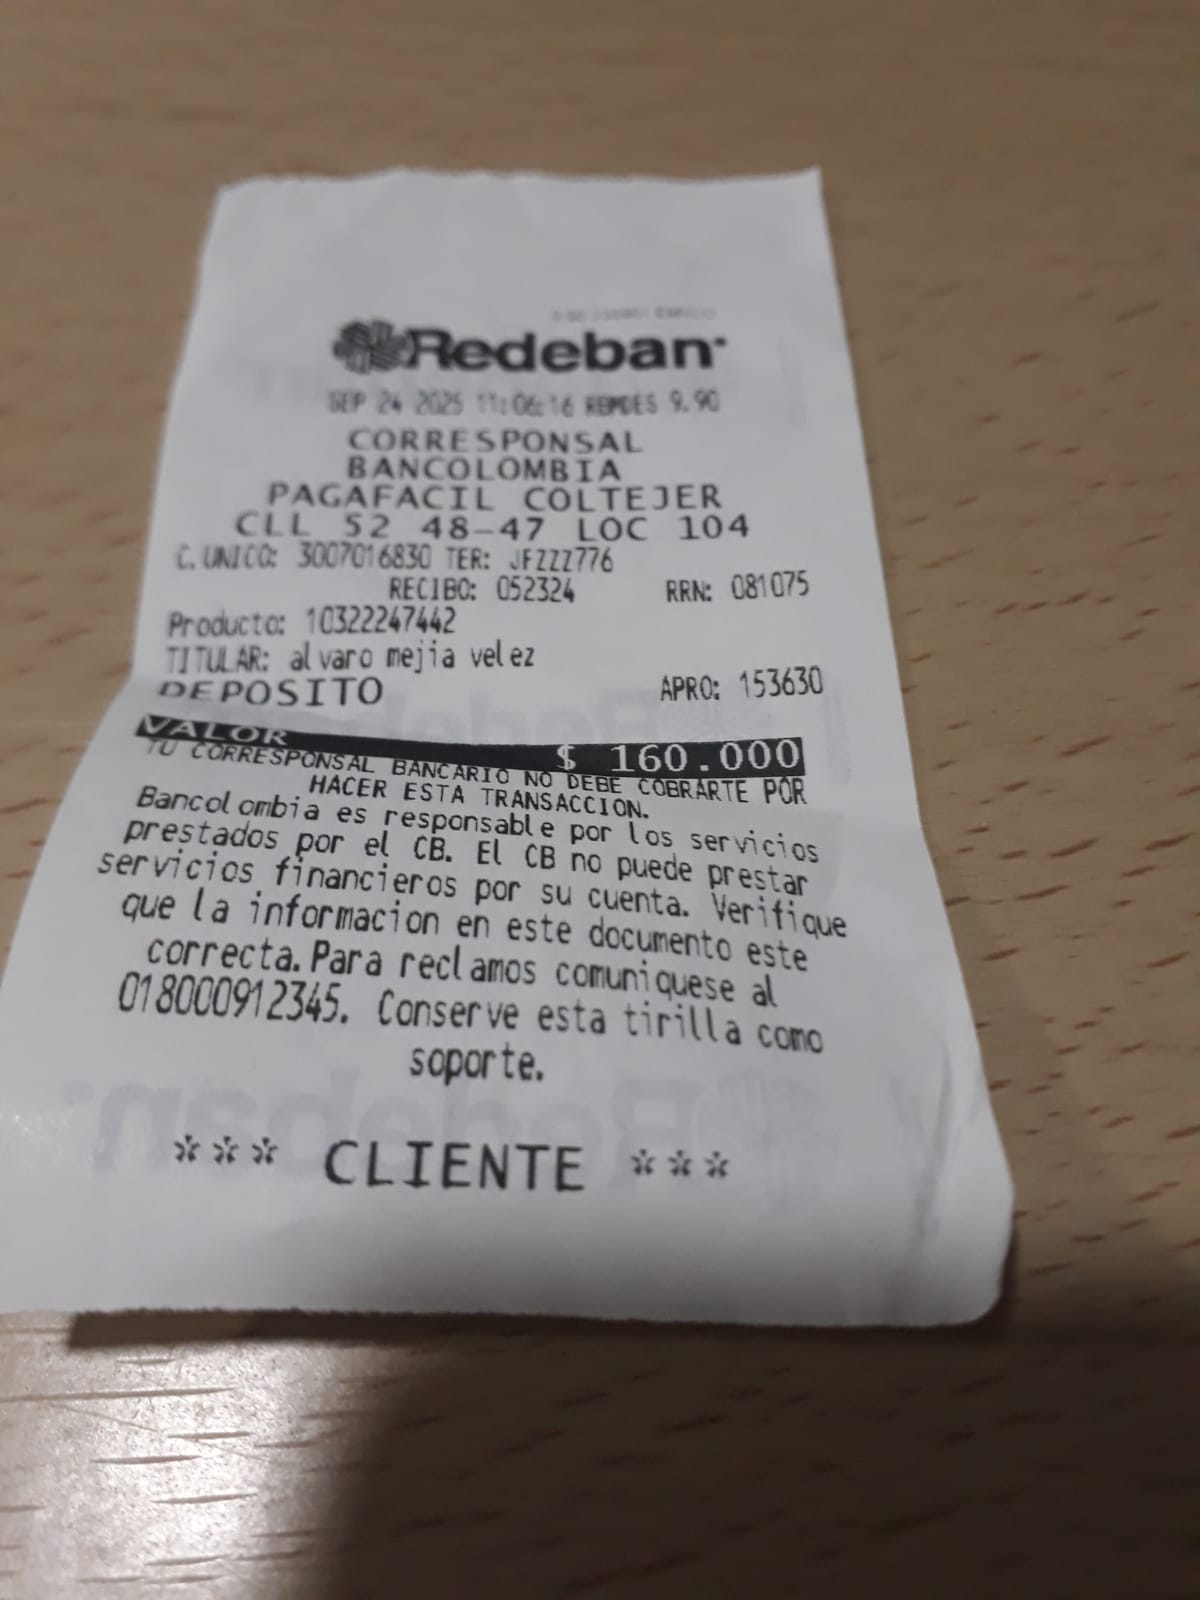 Redeban
SEP 24 2025 11:06:16 RBMDES 9.90
CORRESPONSAL
BANCOLOMBIA
PAGAFACIL COLTEJER
CLL 52 48-47 LOC 104
C. UNICO: 3007016830 TER: JFZZZ776
RECIBO: 052324 RRN: 081075
Producto: 10322247442
TITULAR: alvaro mejia velez
DEPOSITO APRO: 153630
VALOR $ 160.000
TU CORRESPONSAL BANCARIO NO DEBE COBRARTE POR
HACER ESTA TRANSACCION.
Bancolombia es responsable por los servicios
prestados por el CB. El CB no puede prestar
servicios financieros por su cuenta. Verifique
que la informacion en este documento este
correcta. Para reclamos comuniquese al
018000912345. Conserve esta tirilla como
soporte.
*** CLIENTE ***